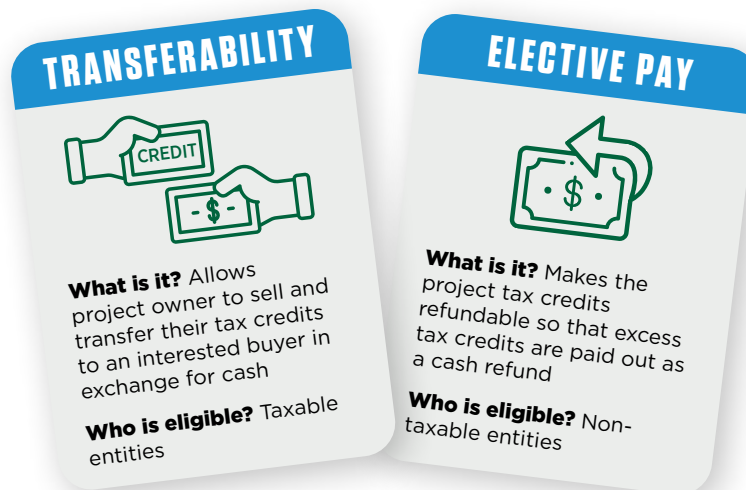 TRANSFERABILITY
CREDIT
- $ -
What is it? Allows
project owner to sell and
transfer their tax credits
to an interested buyer in
exchange for cash
Who is eligible? Taxable
entities
ELECTIVE PAY
$
What is it? Makes the
project tax credits
refundable so that excess
tax credits are paid out as
a cash refund
Who is eligible? Non-
taxable entities